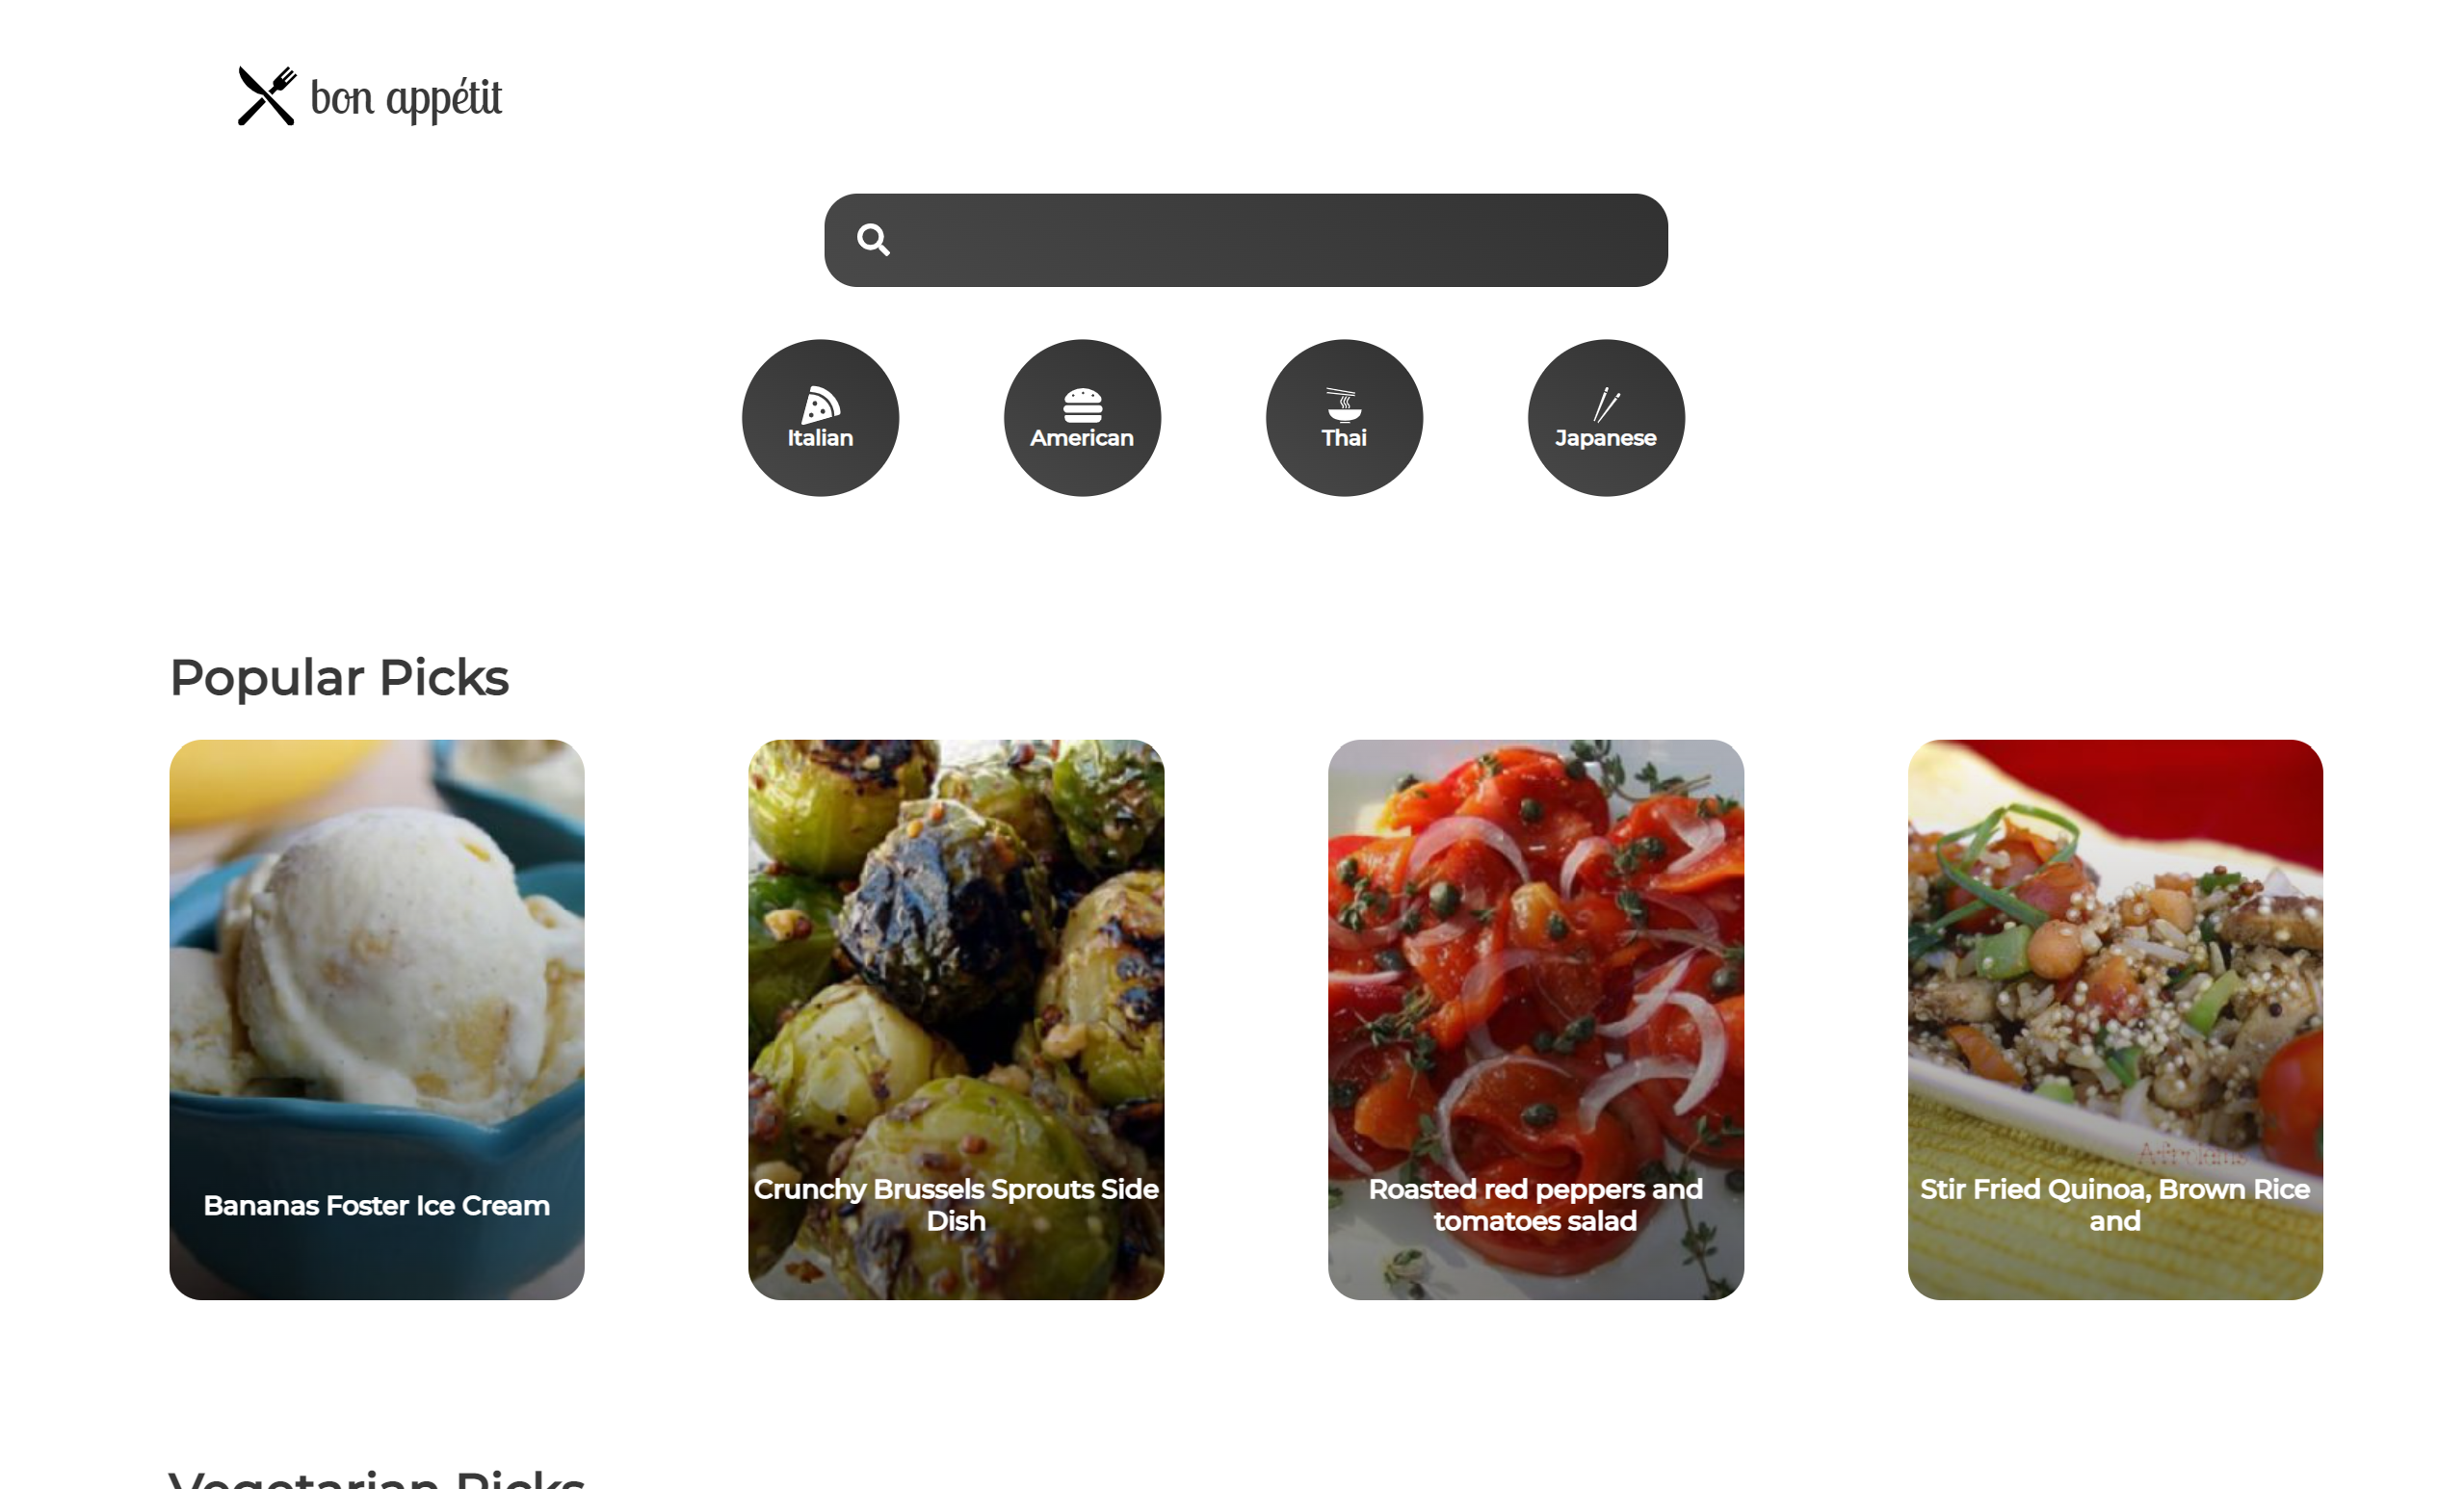 bon appétit
Italian
American
Thai
Japanese
Popular Picks
Bananas Foster Ice Cream
Crunchy Brussels Sprouts Side
Dish
Roasted red peppers and
tomatoes salad
Stir Fried Quinoa, Brown Rice
and
Vegetarian Picks